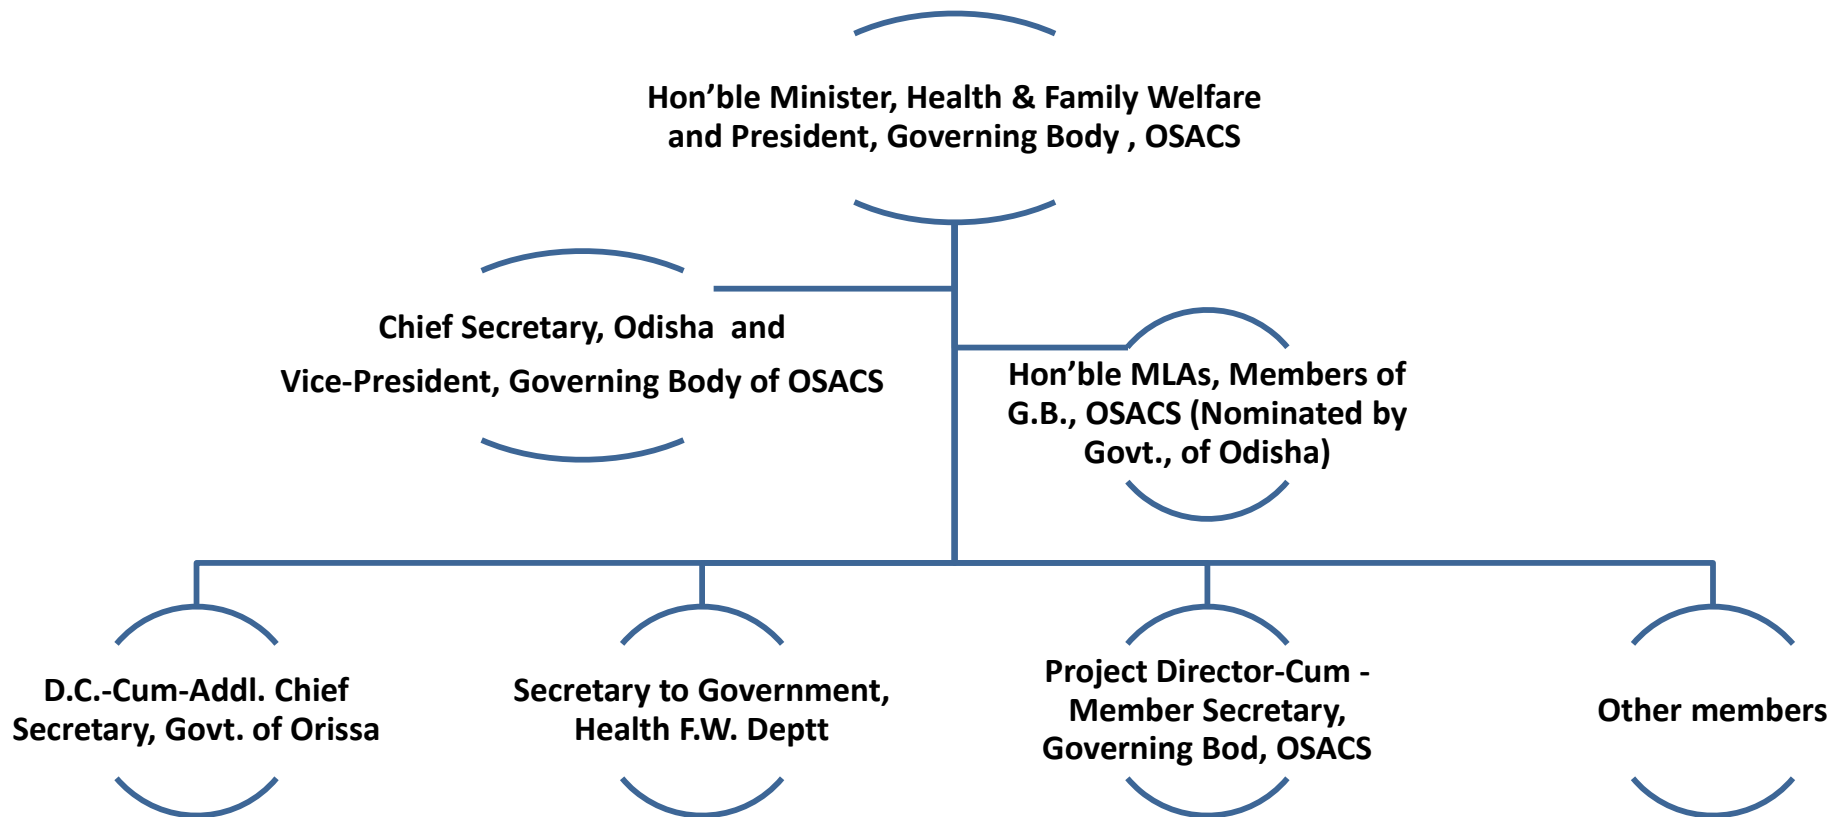 Hon’ble Minister, Health & Family Welfare
and President, Governing Body , OSACS
Chief Secretary, Odisha  and
Vice-President, Governing Body of OSACS
Hon’ble MLAs, Members of
G.B., OSACS (Nominated by
Govt., of Odisha)
D.C.-Cum-Addl. Chief
Secretary, Govt. of Orissa
Secretary to Government,
Health F.W. Deptt
Project Director-Cum -
Member Secretary,
Governing Bod, OSACS
Other members